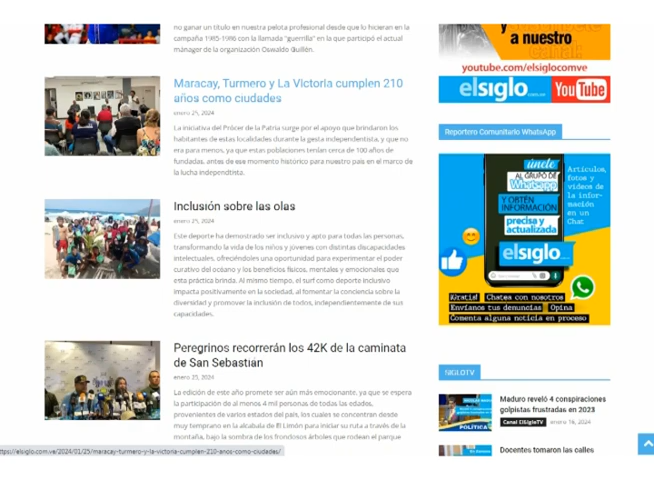 no ganar un título en nuestra pelota profesional desde que lo hicieran en la
campaña 1985-1986 con la llamada "guerrilla" en la que participó el actual
mánager de la organización Oswaldo Guillén.
Maracay, Turmero y La Victoria cumplen 210
años como ciudades
enero 25, 2024
La iniciativa del Prócer de la Patria surge por el apoyo que brindaron los
habitantes de estas localidades durante la gesta independentista, y que no
era para menos, ya que estas poblaciones tenían cerca de 100 años de
fundadas, antes de ese momento histórico para nuestro país en el marco de
la lucha independtista.
Inclusión sobre las olas
enero 25, 2024
Este deporte ha demostrado ser inclusivo y apto para todas las personas,
transformando la vida de los niños y jóvenes con distintas discapacidades
intelectuales, ofreciéndoles una oportunidad para experimentar el poder
curativo del océano y los beneficios físicos, mentales y emocionales que
esta práctica brinda. Al mismo tiempo, el surf como deporte inclusivo
impacta positivamente en la sociedad, al fomentar la conciencia sobre la
diversidad y promover la inclusión de todos, independientemente de sus
capacidades.
Peregrinos recorrerán los 42K de la caminata
de San Sebastián
enero 25, 2024
La edición de este año promete ser aún más emocionante, ya que se espera
la participación de al menos 4 mil personas de todas las edades,
provenientes de varios estados del país, los cuales se concentran desde
muy temprano en la alcabala de El Limón para iniciar su ruta a través de la
montaña, bajo la sombra de los frondosos árboles que rodean el parque
ttps://elsiglo.com.ve/2024/01/25/maracay-turmero-y-la-victoria-cumplen-210-anos-como-ciudades/
y a nuestro
canal:
youtube.com/elsiglocomve
elsiglo.com.ve YouTube
Reportero Comunitario WhatsApp
únete
AL GRUPO DE
Whatsapp
Y OBTÉN
INFORMACIÓN
precisa y
actualizada
elsiglo
Artículos,
fotos y
vídeos de
la infor-
mación
en un
Chat
¡Gratis! Chatea con nosotros
Envíanos tus denuncias Opina
Comenta alguna noticia en proceso
SIGLOTV
Maduro reveló 4 conspiraciones
golpistas frustradas en 2023
Canal ElSigloTV enero 16, 2024
POLÍTICA
Docentes tomaron las calles